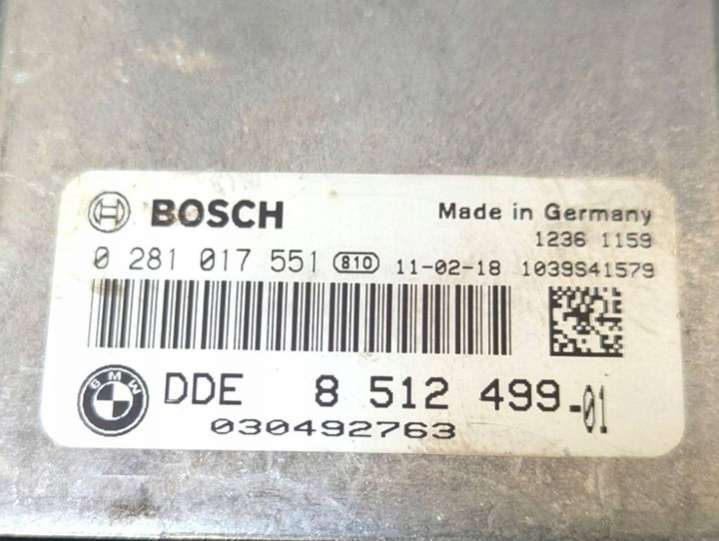 BOSCH Made in Germany
1236 1159
0 281 017 551 810 11-02-18 1039S41579
BMW DDE 8 512 499-01
030492763